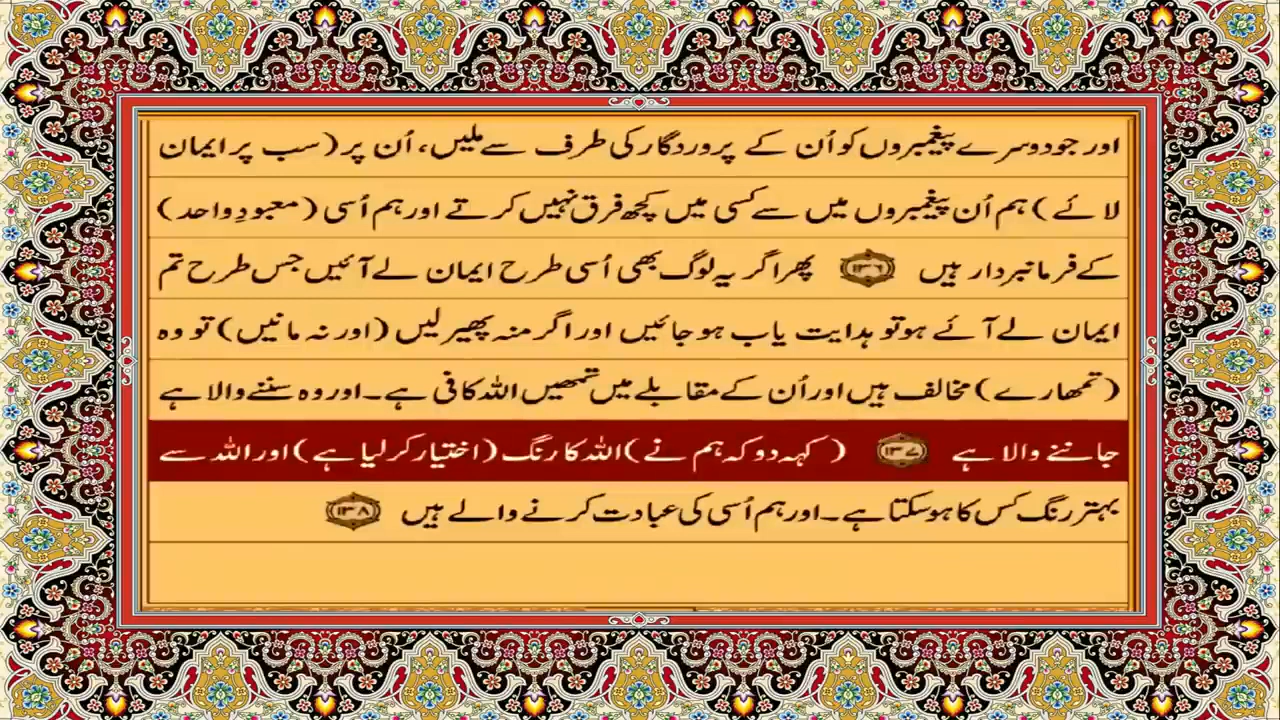 اور جو دوسرے پیغمبروں کو اُن کے پروردگار کی طرف سے ملیں، اُن پر (سب پر ایمان
لائے) ہم اُن پیغمبروں میں سے کسی میں کچھ فرق نہیں کرتے اور ہم اُسی (معبودِ واحد)
کے فرمانبردار ہیں ۱۳۶ پھر اگر یہ لوگ بھی اُسی طرح ایمان لے آئیں جس طرح تم
ایمان لے آئے ہو تو ہدایت یاب ہو جائیں اور اگر منہ پھیر لیں (اور نہ مانیں) تو وہ
(تمھارے) مخالف ہیں اور اُن کے مقابلے میں تمھیں اللہ کافی ہے۔ اور وہ سننے والا ہے
جاننے والا ہے ۱۳۷ (کہہ دو کہ ہم نے) اللہ کا رنگ (اختیار کر لیا ہے) اور اللہ سے
بہتر رنگ کس کا ہو سکتا ہے۔ اور ہم اُسی کی عبادت کرنے والے ہیں ۱۳۸